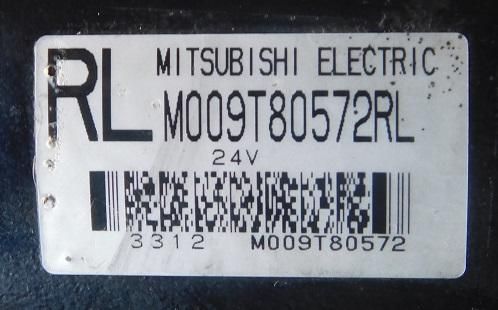 RL MITSUBISHI ELECTRIC
M009T80572RL
24V
3312 M009T80572